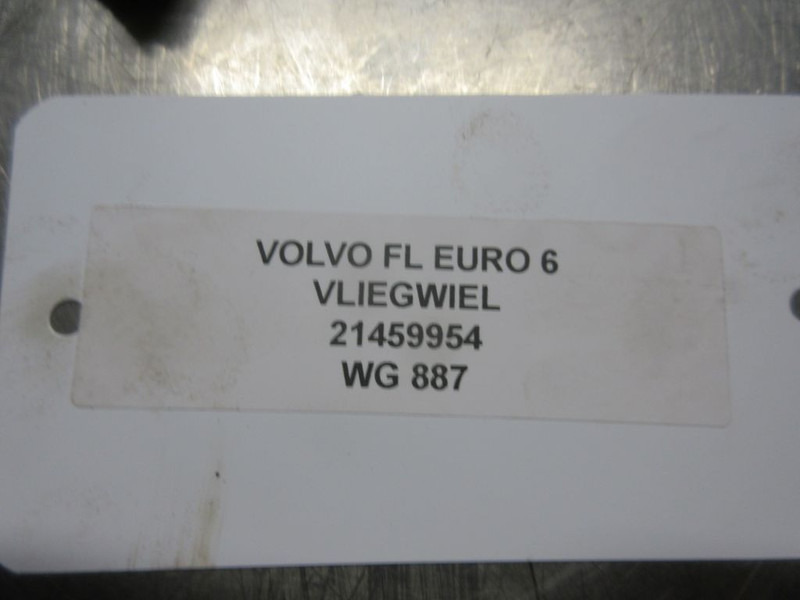 VOLVO FL EURO 6
VLIEGWIEL
21459954
WG 887